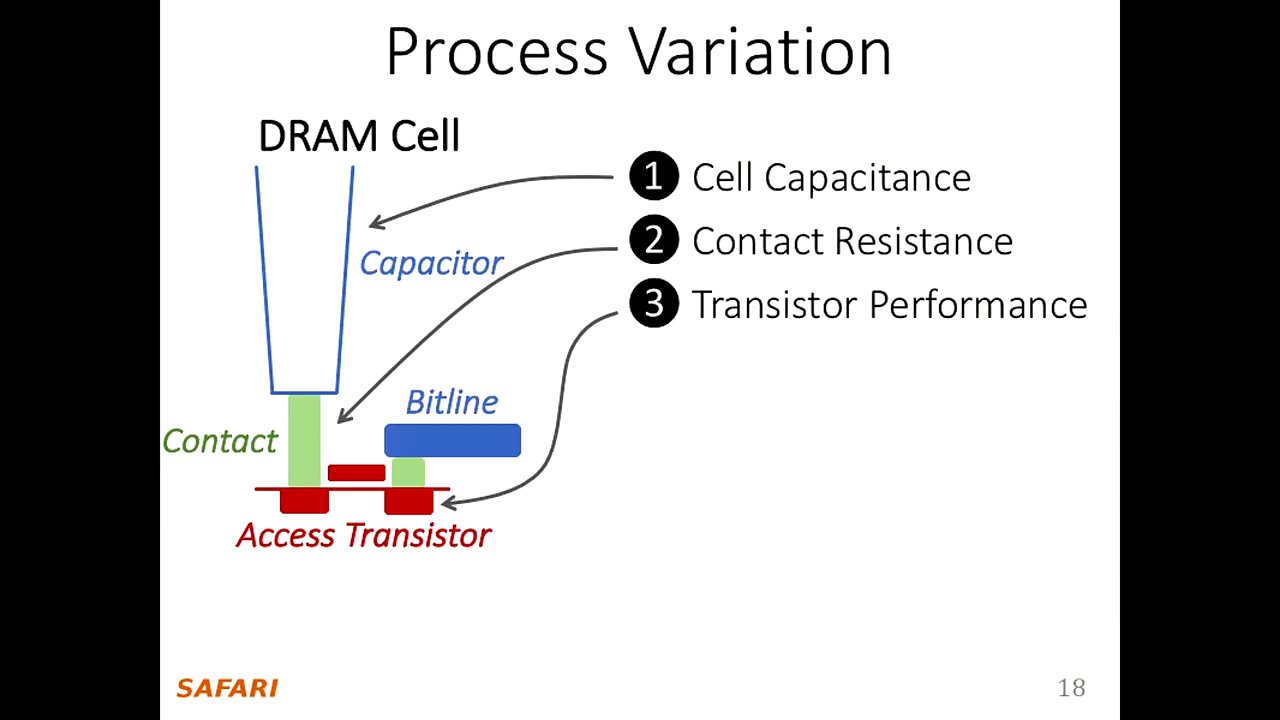 Process Variation
DRAM Cell
1 Cell Capacitance
Capacitor
2 Contact Resistance
3 Transistor Performance
Bitline
Contact
Access Transistor
SAFARI
18